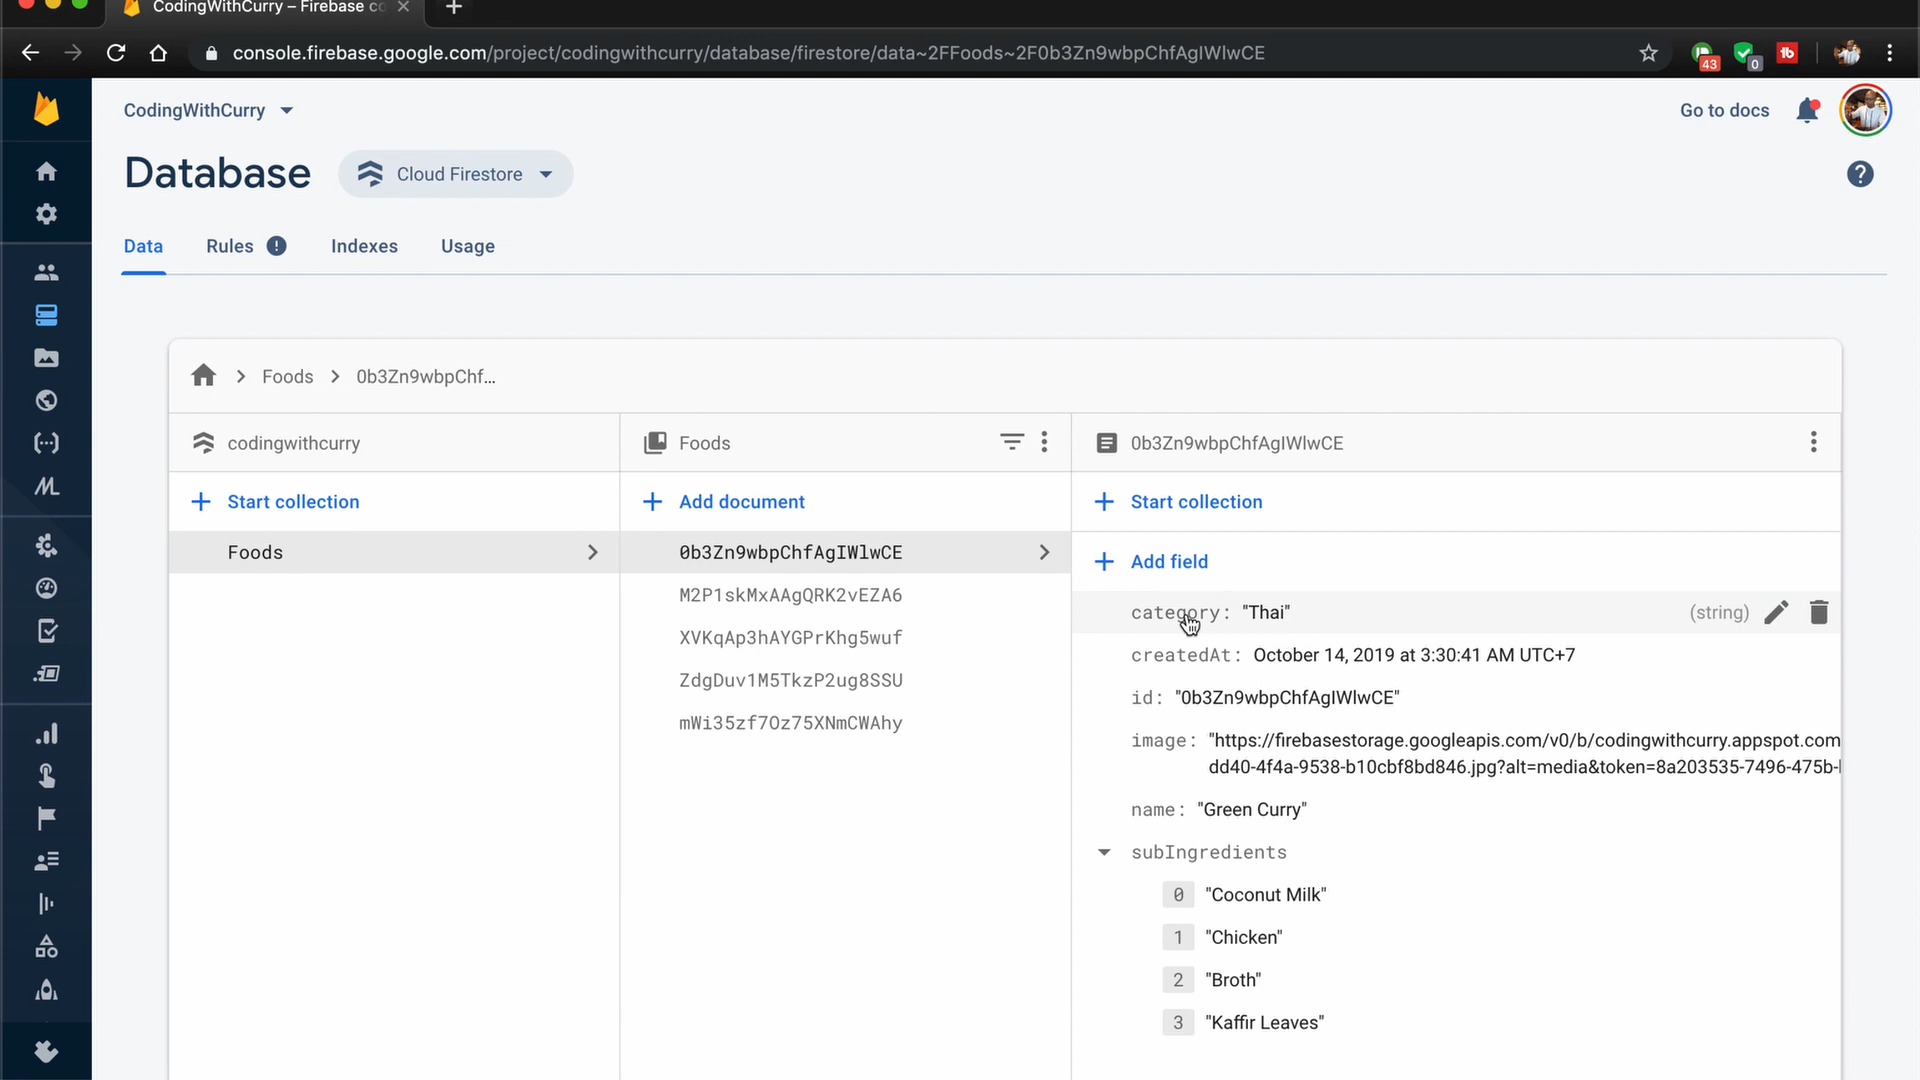 CodingWithCurry – Firebase co
console.firebase.google.com/project/codingwithcurry/database/firestore/data~2FFoods~2F0b3Zn9wbpChfAgIWlwCE
43
0
tb
CodingWithCurry
Go to docs
Database
Cloud Firestore
?
Data
Rules
!
Indexes
Usage
Foods
0b3Zn9wbpChf...
codingwithcurry
Foods
0b3Zn9wbpChfAgIWlwCE
Start collection
Add document
Start collection
Foods
0b3Zn9wbpChfAgIWlwCE
M2P1skMxAAgQRK2vEZA6
XVKqAp3hAYGPrKhg5wuf
ZdgDuv1M5TkzP2ug8SSU
mWi35zf7Oz75XNmCWAhy
Add field
category: "Thai"
(string)
createdAt: October 14, 2019 at 3:30:41 AM UTC+7
id: "0b3Zn9wbpChfAgIWlwCE"
image: "https://firebasestorage.googleapis.com/v0/b/codingwithcurry.appspot.com
dd40-4f4a-9538-b10cbf8bd846.jpg?alt=media&token=8a203535-7496-475b-
name: "Green Curry"
subIngredients
0 "Coconut Milk"
1 "Chicken"
2 "Broth"
3 "Kaffir Leaves"